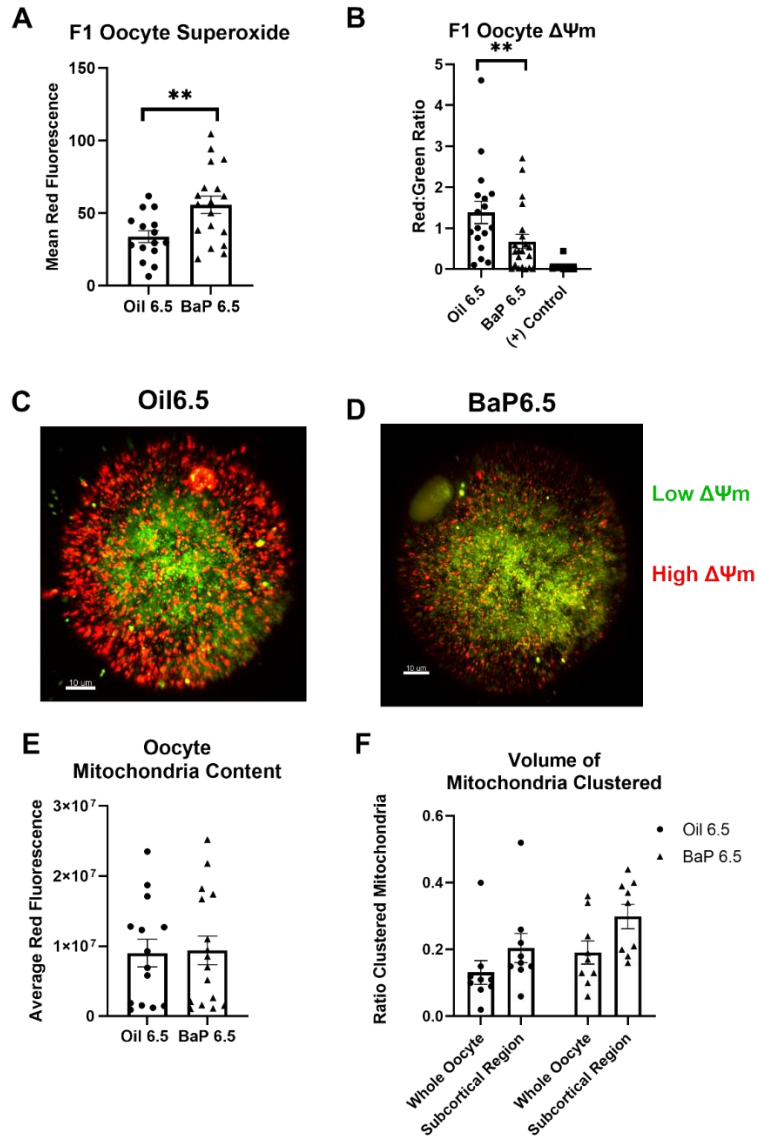 A
F1 Oocyte Superoxide
**
Mean Red Fluorescence
150
100
50
0
Oil 6.5
BaP 6.5
B
F1 Oocyte ΔΨm
**
Red:Green Ratio
5
4
3
2
1
0
Oil 6.5
BaP 6.5
(+) Control
C
Oil6.5
10 um
D
BaP6.5
10 um
Low ΔΨm
High ΔΨm
E
Oocyte
Mitochondria Content
Average Red Fluorescence
3×10⁷
2×10⁷
1×10⁷
0
Oil 6.5
BaP 6.5
F
Volume of
Mitochondria Clustered
Ratio Clustered Mitochondria
0.6
0.4
0.2
0.0
Whole Oocyte
Subcortical Region
Whole Oocyte
Subcortical Region
Oil 6.5
BaP 6.5